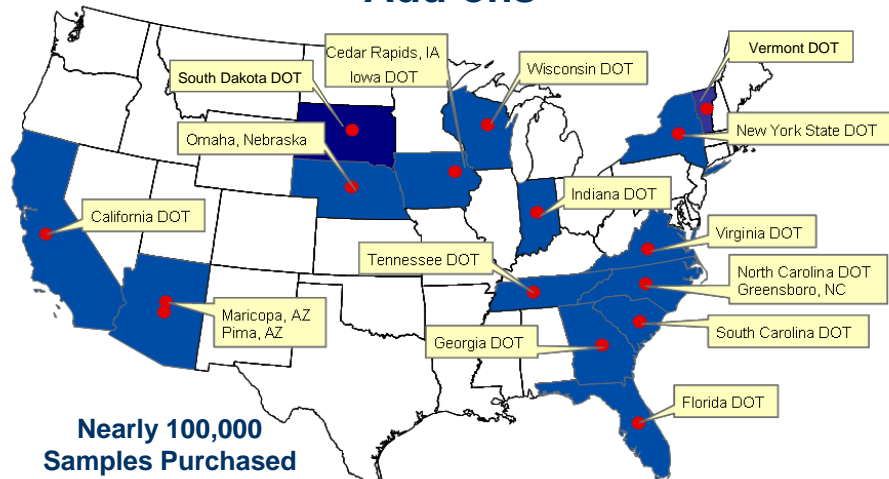 Add-ons
Cedar Rapids, IA
Iowa DOT
Vermont DOT
South Dakota DOT
Wisconsin DOT
New York State DOT
Omaha, Nebraska
Indiana DOT
California DOT
Virginia DOT
Tennessee DOT
North Carolina DOT
Greensboro, NC
Maricopa, AZ
Pima, AZ
South Carolina DOT
Georgia DOT
Florida DOT
Nearly 100,000
Samples Purchased